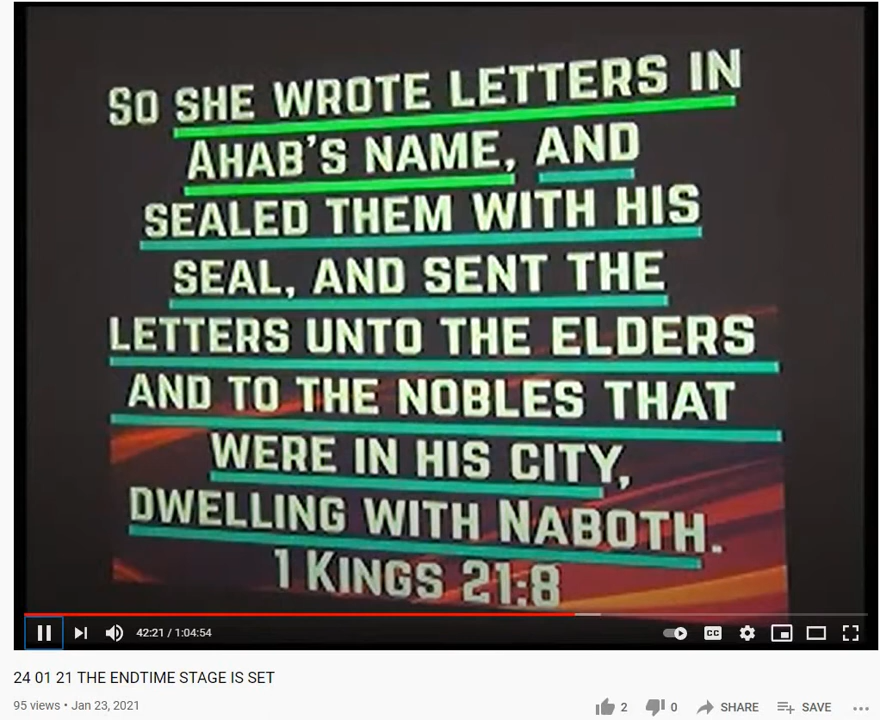 So she wrote letters in
Ahab's name, and
sealed them with his
seal, and sent the
letters unto the elders
and to the nobles that
were in his city,
dwelling with Naboth.
1 Kings 21:8
42:21 / 1:04:54
CC
24 01 21 THE ENDTIME STAGE IS SET
95 views • Jan 23, 2021
2
0
SHARE
SAVE